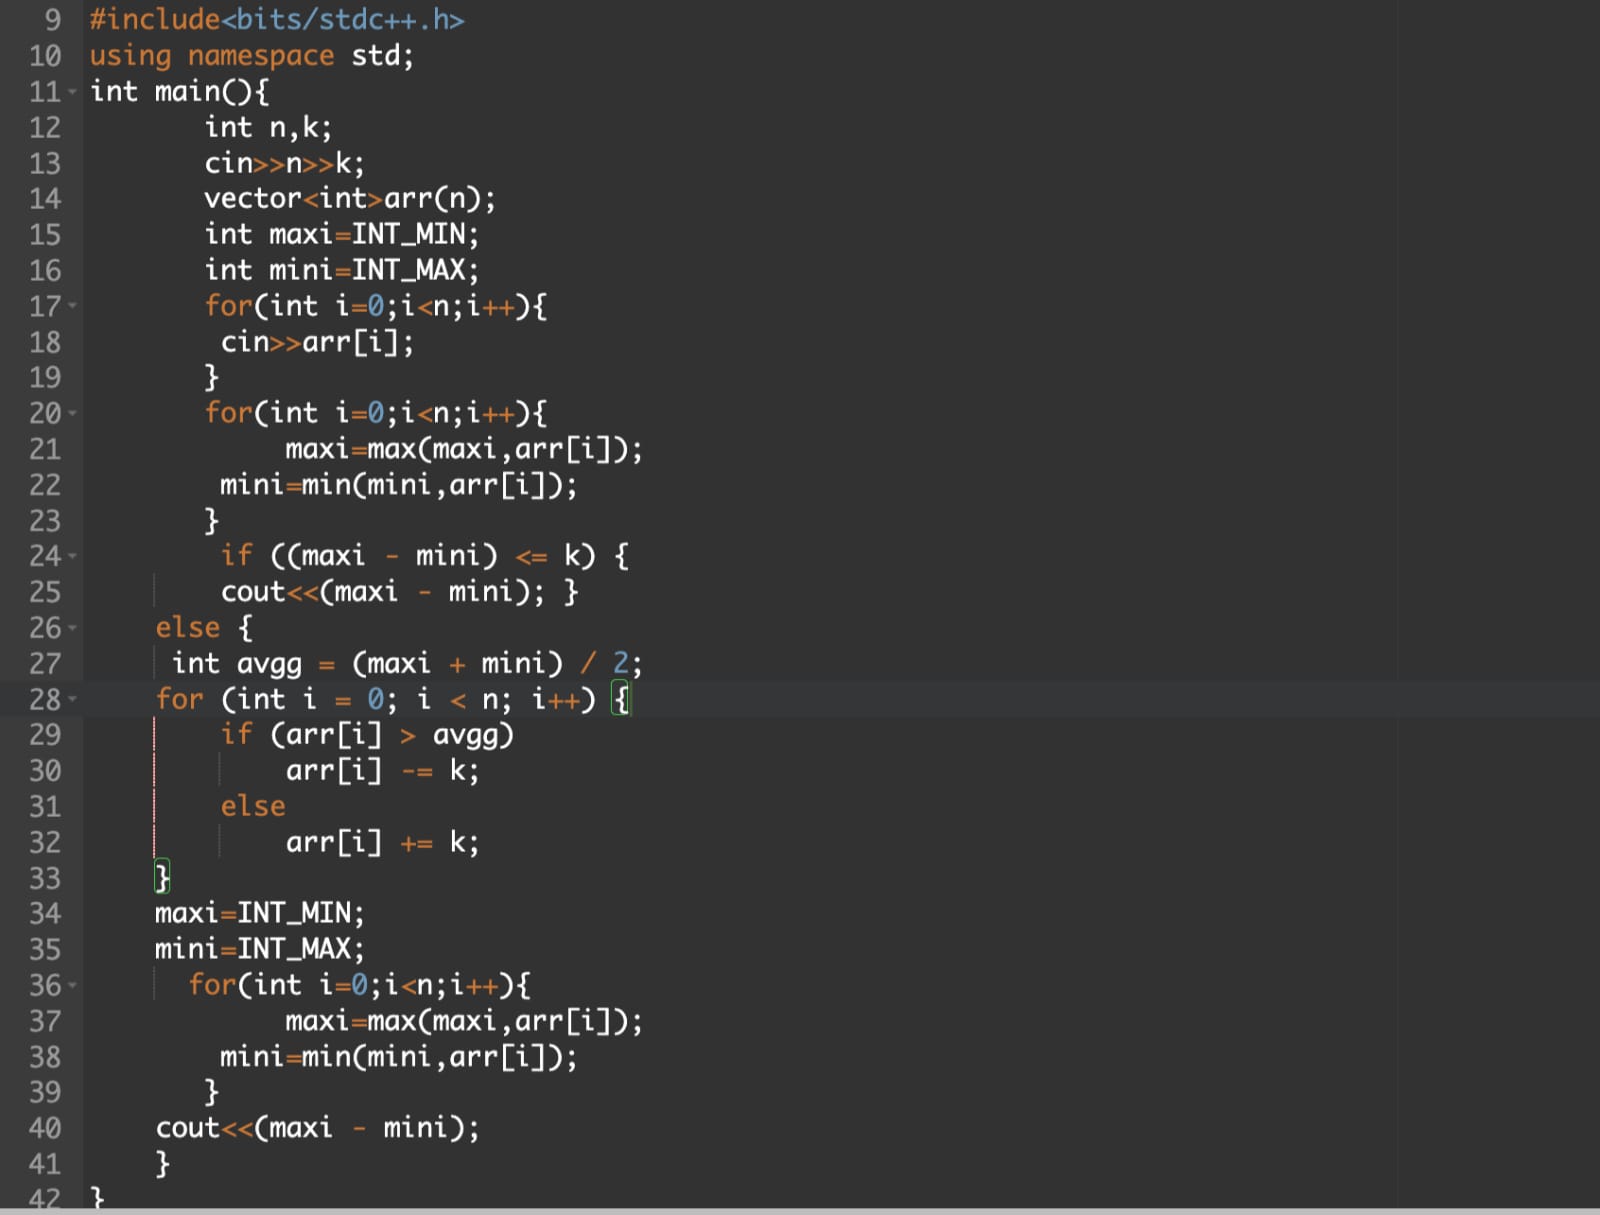 9 #include<bits/stdc++.h>
10 using namespace std;
11 int main(){
12 int n,k;
13 cin>>n>>k;
14 vector<int>arr(n);
15 int maxi=INT_MIN;
16 int mini=INT_MAX;
17 for(int i=0;i<n;i++){
18 cin>>arr[i];
19 }
20 for(int i=0;i<n;i++){
21 maxi=max(maxi,arr[i]);
22 mini=min(mini,arr[i]);
23 }
24 if ((maxi - mini) <= k) {
25 cout<<(maxi - mini); }
26 else {
27 int avgg = (maxi + mini) / 2;
28 for (int i = 0; i < n; i++) {
29 if (arr[i] > avgg)
30 arr[i] -= k;
31 else
32 arr[i] += k;
33 }
34 maxi=INT_MIN;
35 mini=INT_MAX;
36 for(int i=0;i<n;i++){
37 maxi=max(maxi,arr[i]);
38 mini=min(mini,arr[i]);
39 }
40 cout<<(maxi - mini);
41 }
42 }